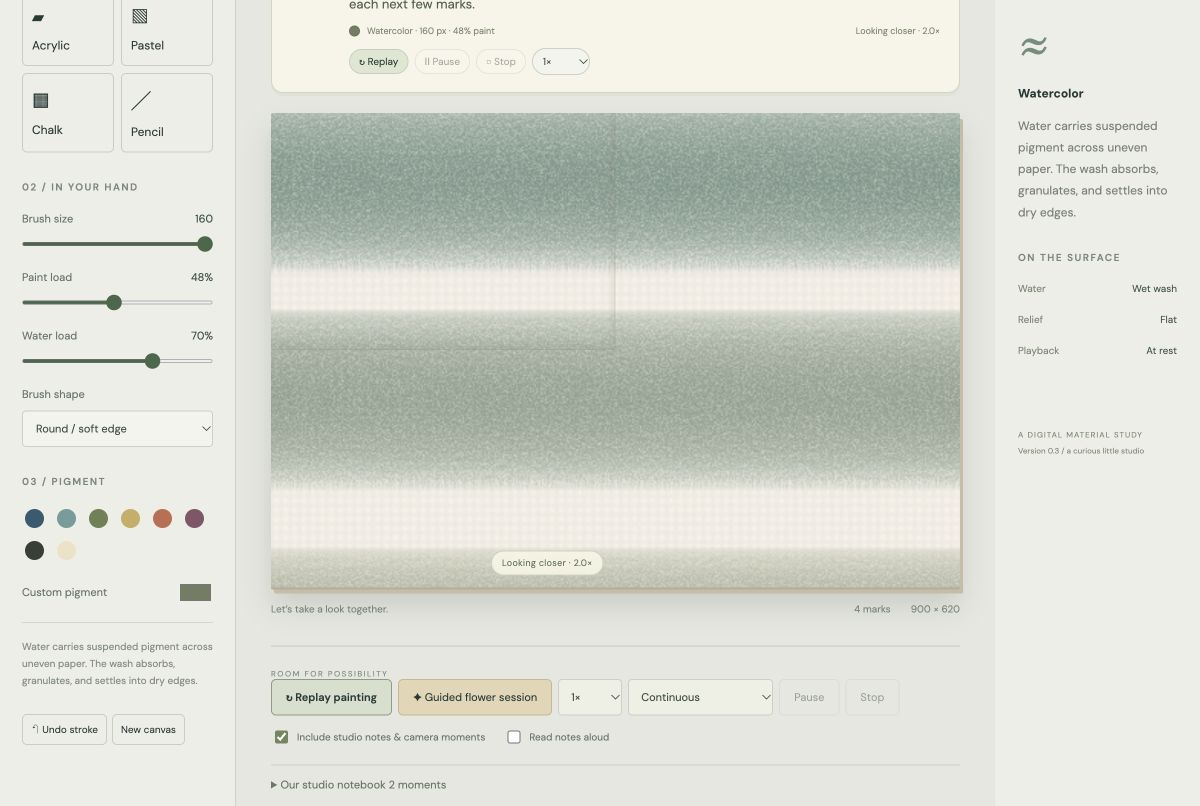 Acrylic
Pastel
Chalk
Pencil
02 / IN YOUR HAND
Brush size 160
Paint load 48%
Water load 70%
Brush shape
Round / soft edge
03 / PIGMENT
Custom pigment
Water carries suspended pigment across
uneven paper. The wash absorbs,
granulates, and settles into dry edges.
Undo stroke
New canvas
each next few marks.
Watercolor · 160 px · 48% paint
Looking closer · 2.0×
↻ Replay
II Pause
▫ Stop
1×
Looking closer · 2.0×
Let's take a look together.
4 marks
900 × 620
ROOM FOR POSSIBILITY
↻ Replay painting
✦ Guided flower session
1×
Continuous
Pause
Stop
Include studio notes & camera moments
Read notes aloud
▶ Our studio notebook 2 moments
Watercolor
Water carries suspended
pigment across uneven
paper. The wash absorbs,
granulates, and settles into
dry edges.
ON THE SURFACE
Water Wet wash
Relief Flat
Playback At rest
A DIGITAL MATERIAL STUDY
Version 0.3 / a curious little studio